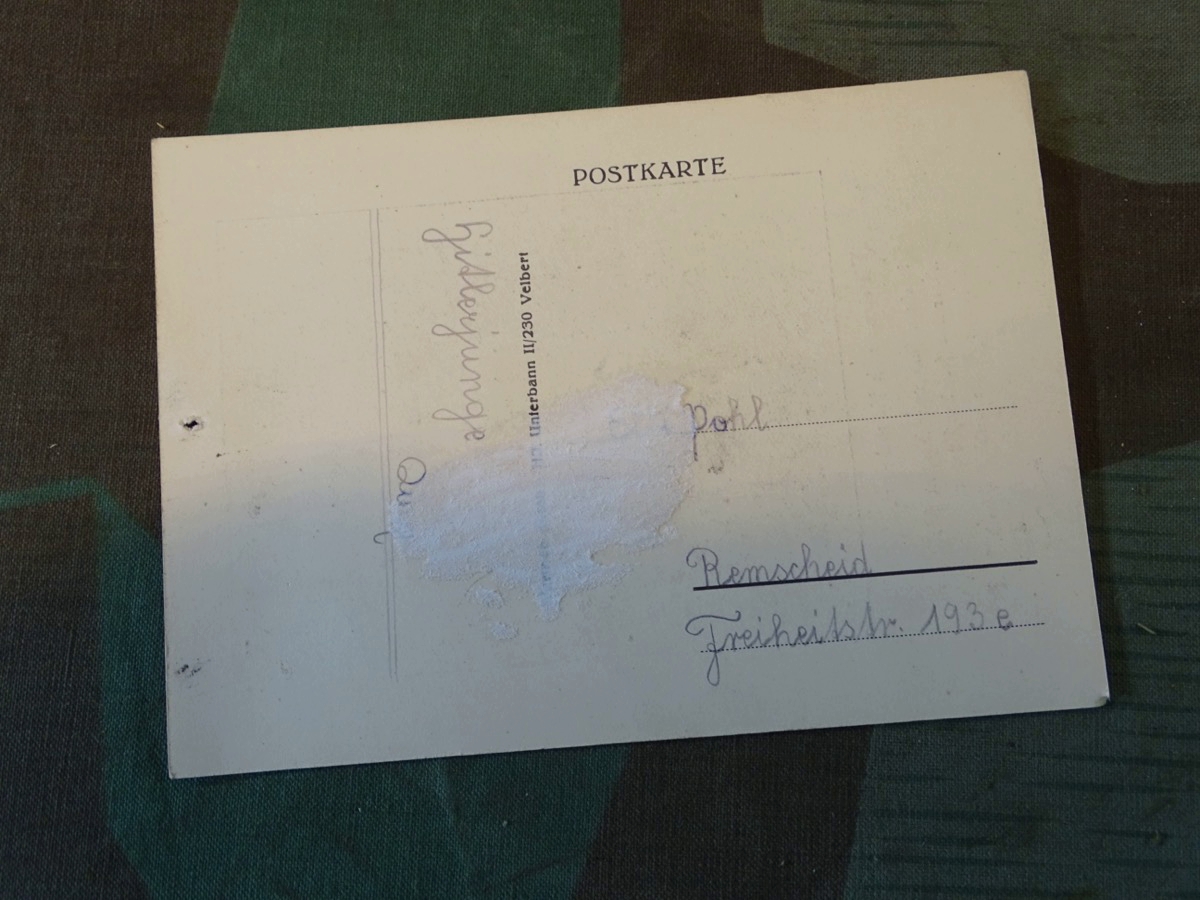 POSTKARTE
Hitlerjunge
Unterbann II/230 Velbert
Pohl
Remscheid
Freiheitstr. 193 e